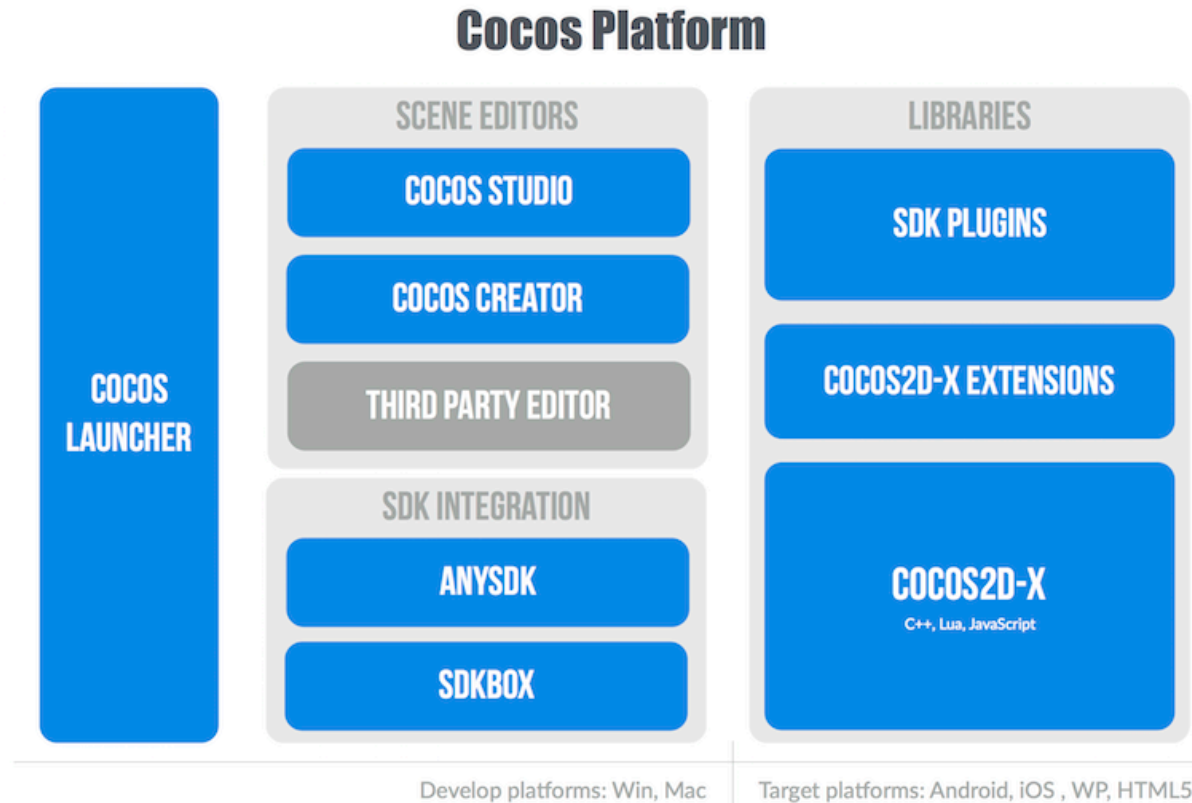 Cocos Platform
COCOS
LAUNCHER
SCENE EDITORS
COCOS STUDIO
COCOS CREATOR
THIRD PARTY EDITOR
SDK INTEGRATION
ANYSDK
SDKBOX
LIBRARIES
SDK PLUGINS
COCOS2D-X EXTENSIONS
COCOS2D-X
C++, Lua, JavaScript
Develop platforms: Win, Mac
Target platforms: Android, iOS , WP, HTML5